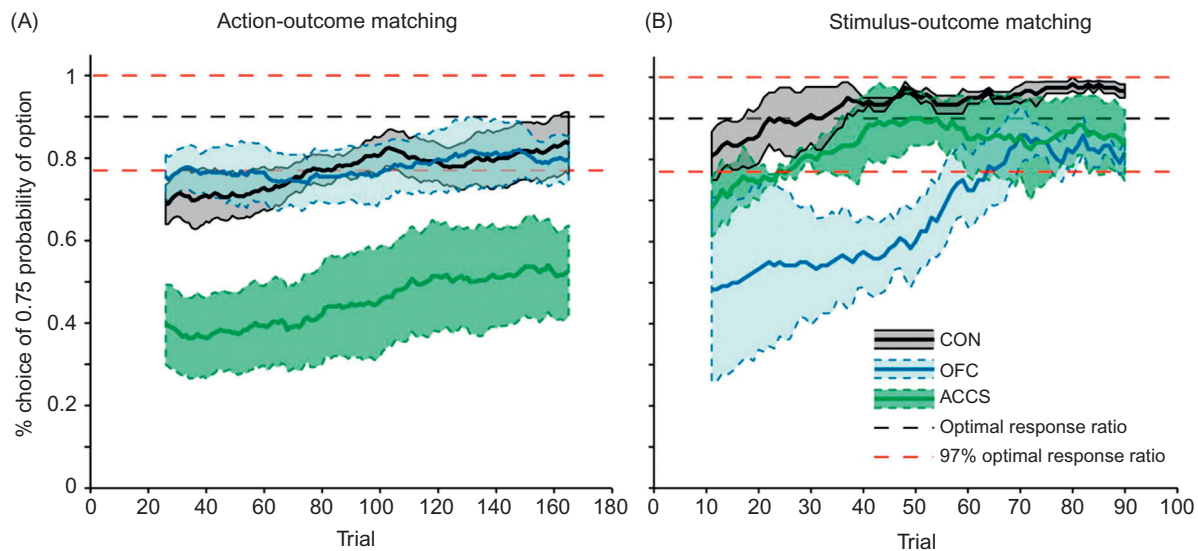 (A) Action-outcome matching
% choice of 0.75 probability of option
1
0.8
0.6
0.4
0.2
0
0 20 40 60 80 100 120 140 160 180
Trial
(B) Stimulus-outcome matching
CON
OFC
ACCS
Optimal response ratio
97% optimal response ratio
0 10 20 30 40 50 60 70 80 90 100
Trial